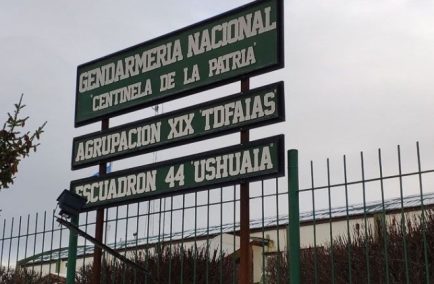 GENDARMERIA NACIONAL
"CENTINELA DE LA PATRIA"
AGRUPACION XIX "TDFAIAS"
ESCUADRON 44 "USHUAIA"